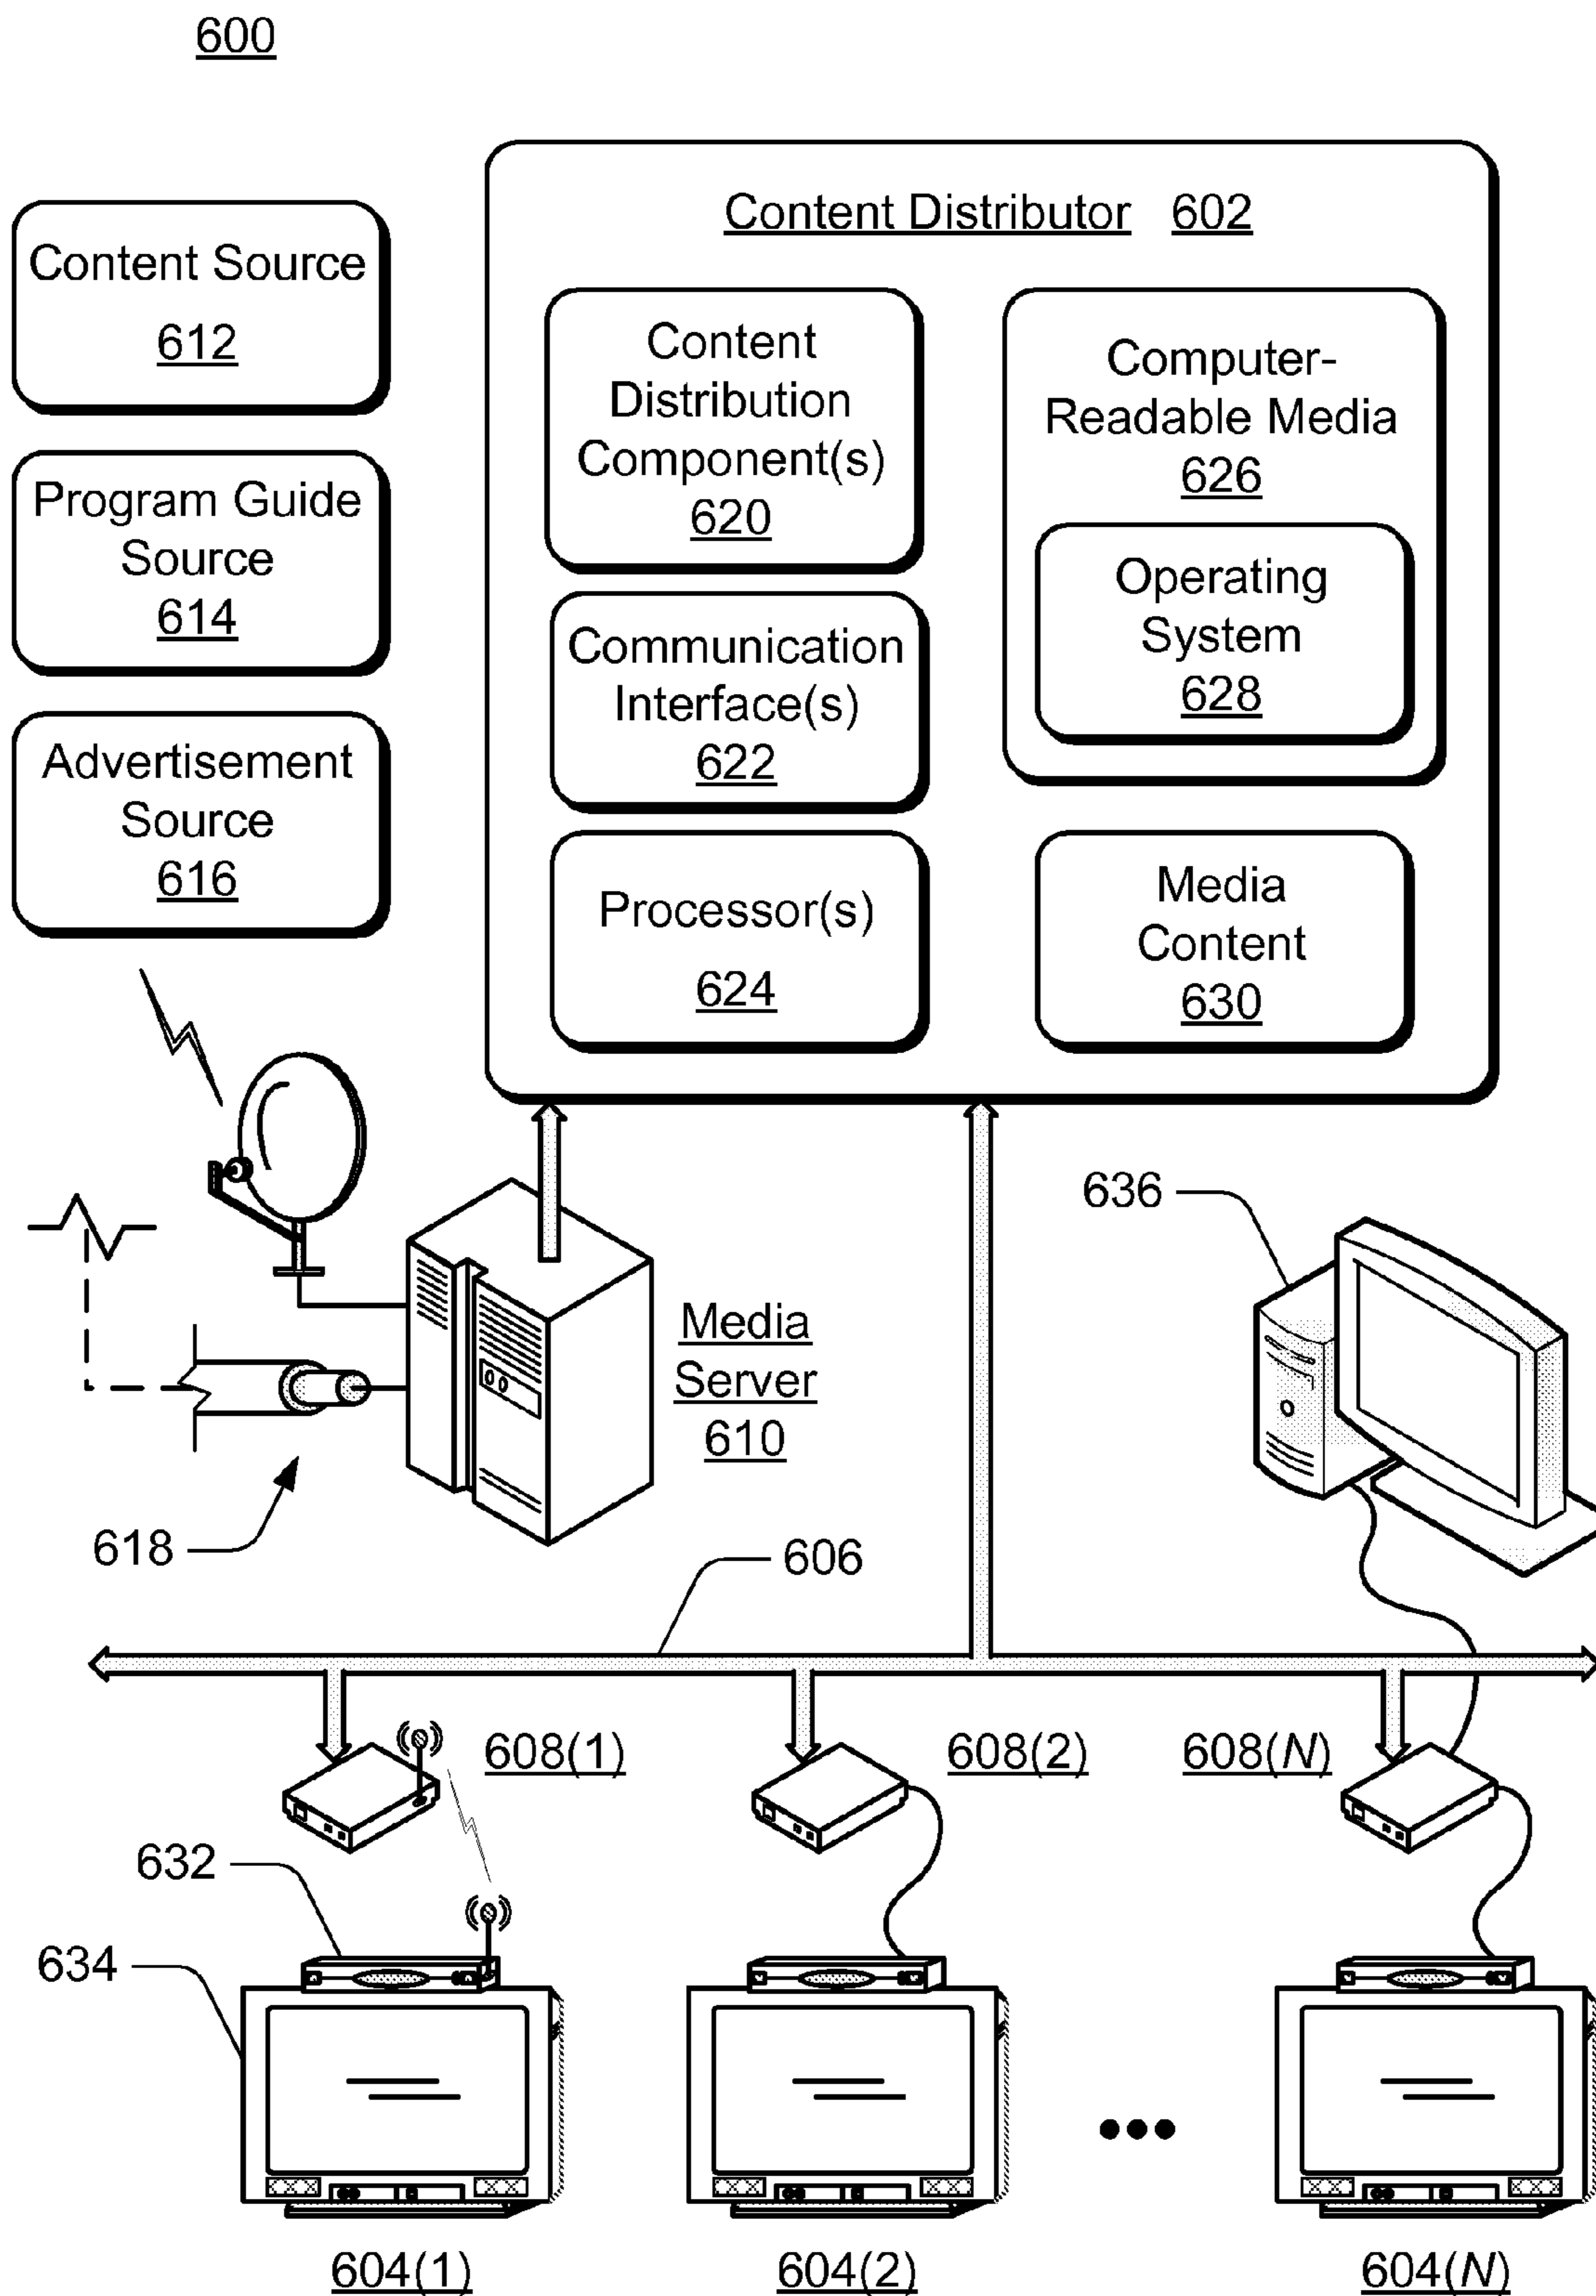 600
Content Distributor 602
Content Source
612
Program Guide
Source
614
Advertisement
Source
616
Content
Distribution
Component(s)
620
Communication
Interface(s)
622
Processor(s)
624
Computer-
Readable Media
626
Operating
System
628
Media
Content
630
636
Media
Server
610
618
606
608(1)
608(2)
608(N)
632
634
604(1)
604(2)
604(N)